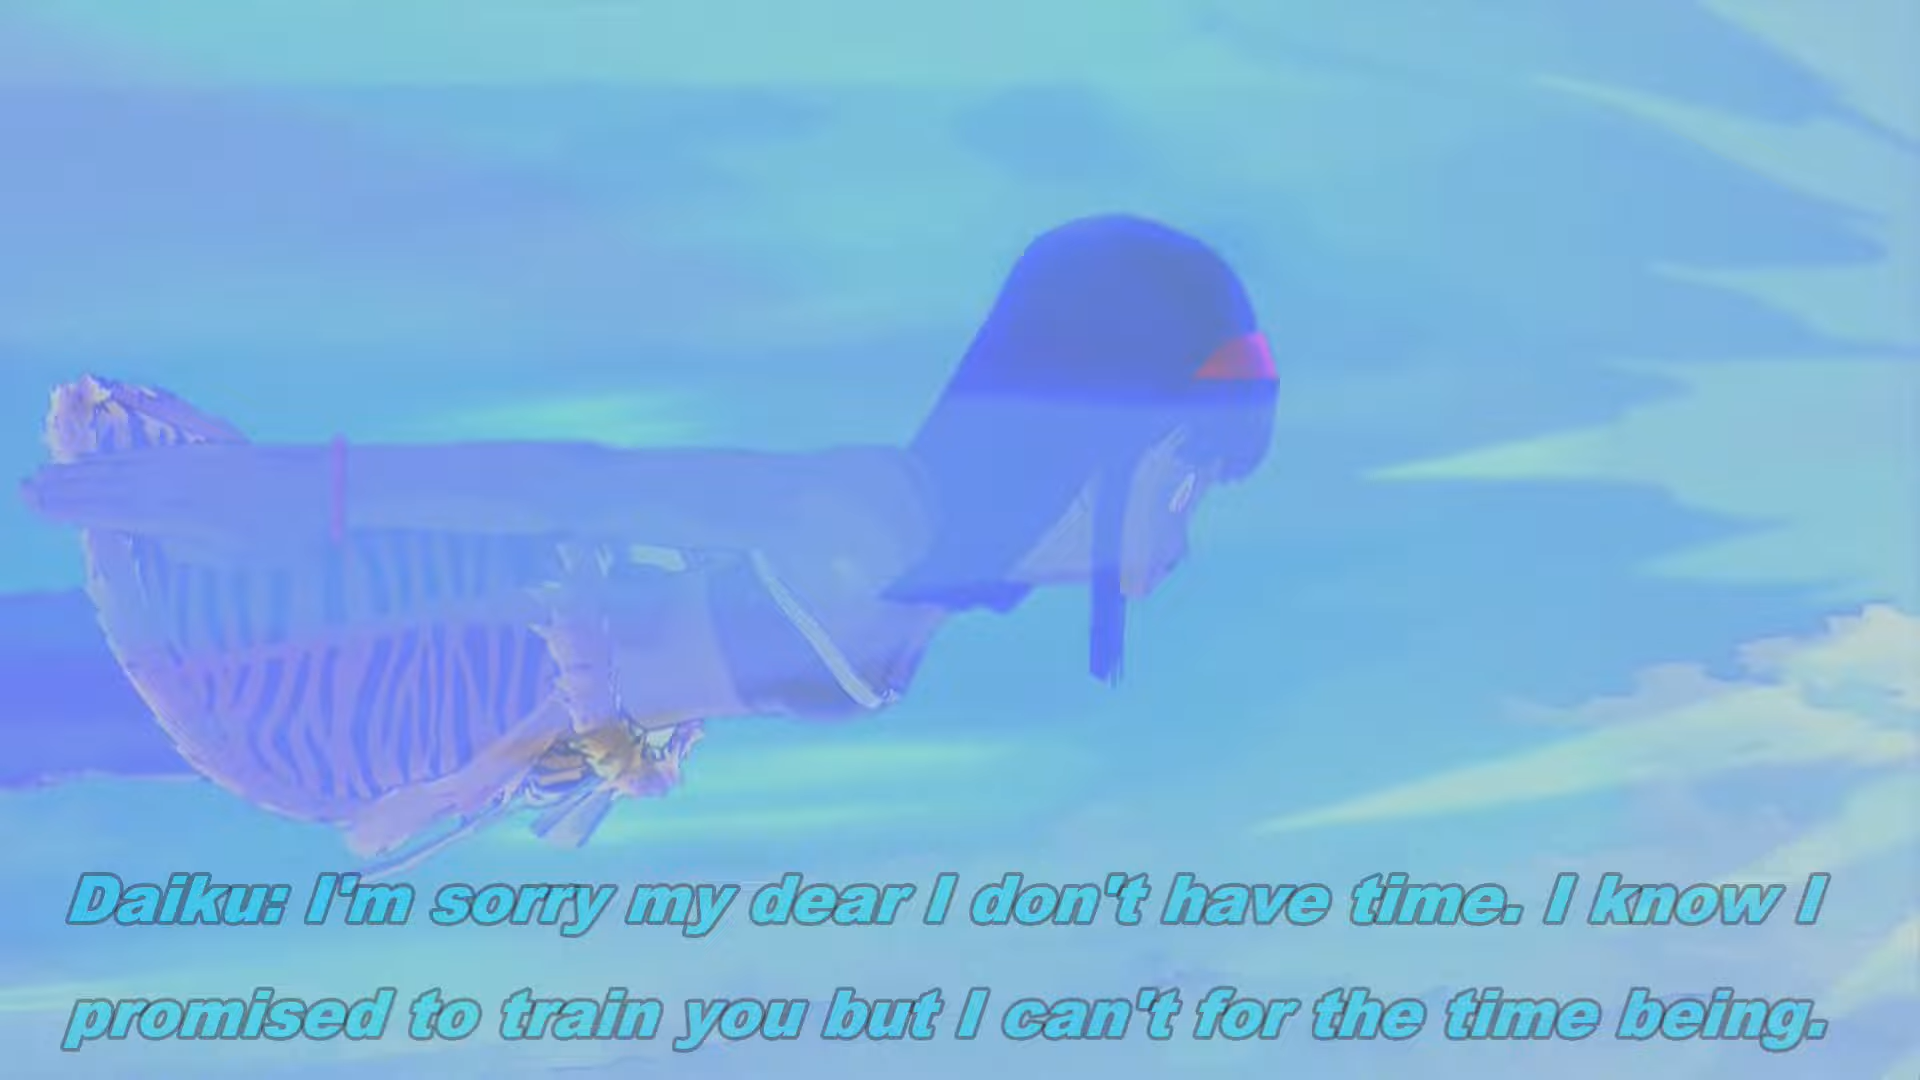 Daiku: I'm sorry my dear I don't have time. I know I
promised to train you but I can't for the time being.